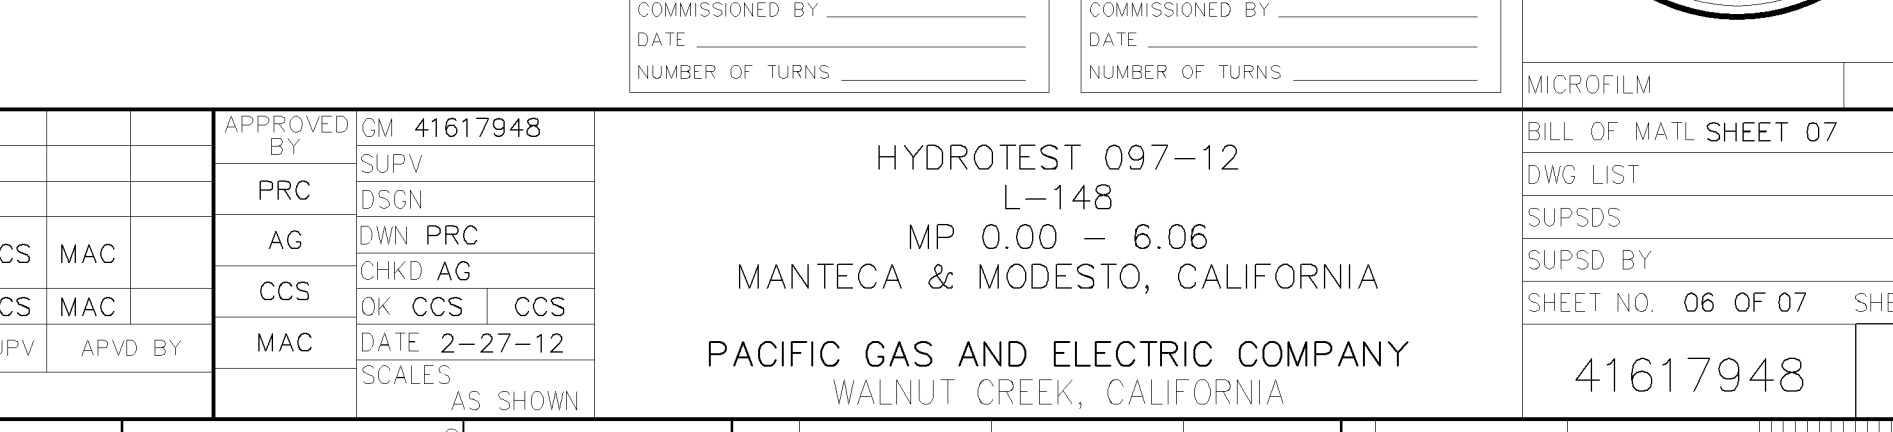 COMMISSIONED BY
DATE
NUMBER OF TURNS
COMMISSIONED BY
DATE
NUMBER OF TURNS
MICROFILM
CS MAC
CS MAC
APVD BY
APPROVED
BY
PRC
AG
CCS
MAC
GM 41617948
SUPV
DSGN
DWN PRC
CHKD AG
OK CCS CCS
DATE 2-27-12
SCALES
AS SHOWN
HYDROTEST 097-12
L-148
MP 0.00 - 6.06
MANTECA & MODESTO, CALIFORNIA
PACIFIC GAS AND ELECTRIC COMPANY
WALNUT CREEK, CALIFORNIA
BILL OF MATL SHEET 07
DWG LIST
SUPSDS
SUPSD BY
SHEET NO. 06 OF 07
41617948